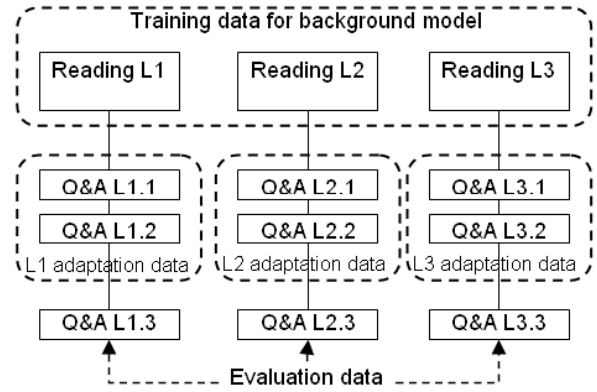 Training data for background model
Reading L1 Reading L2 Reading L3
Q&A L1.1 Q&A L2.1 Q&A L3.1
Q&A L1.2 Q&A L2.2 Q&A L3.2
L1 adaptation data L2 adaptation data L3 adaptation data
Q&A L1.3 Q&A L2.3 Q&A L3.3
Evaluation data